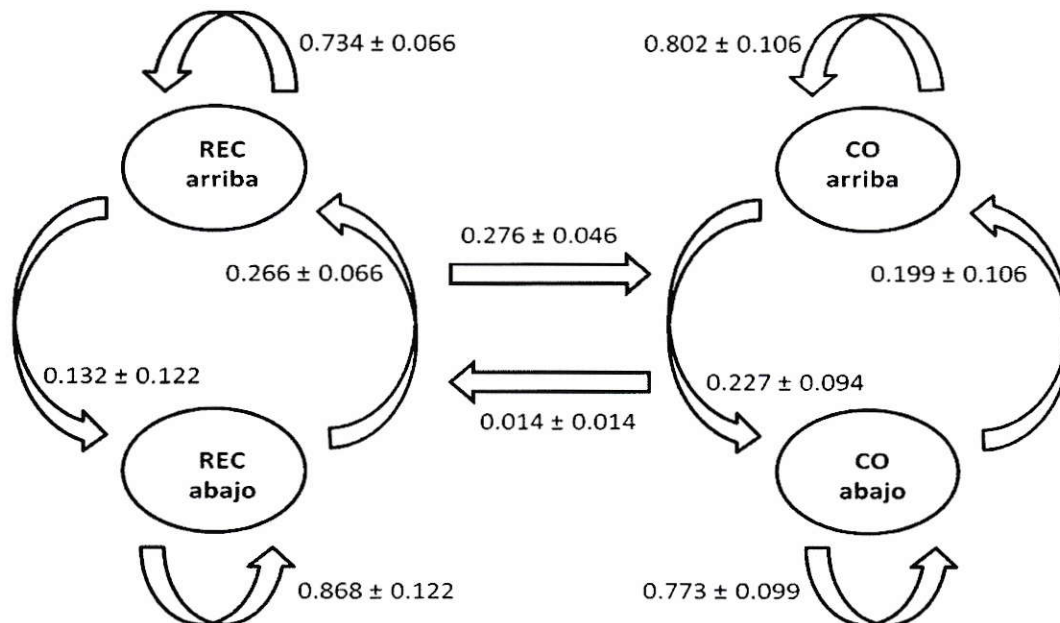 0.734 ± 0.066
0.802 ± 0.106
REC
arriba
CO
arriba
0.276 ± 0.046
0.266 ± 0.066
0.199 ± 0.106
0.132 ± 0.122
0.227 ± 0.094
0.014 ± 0.014
REC
abajo
CO
abajo
0.868 ± 0.122
0.773 ± 0.099